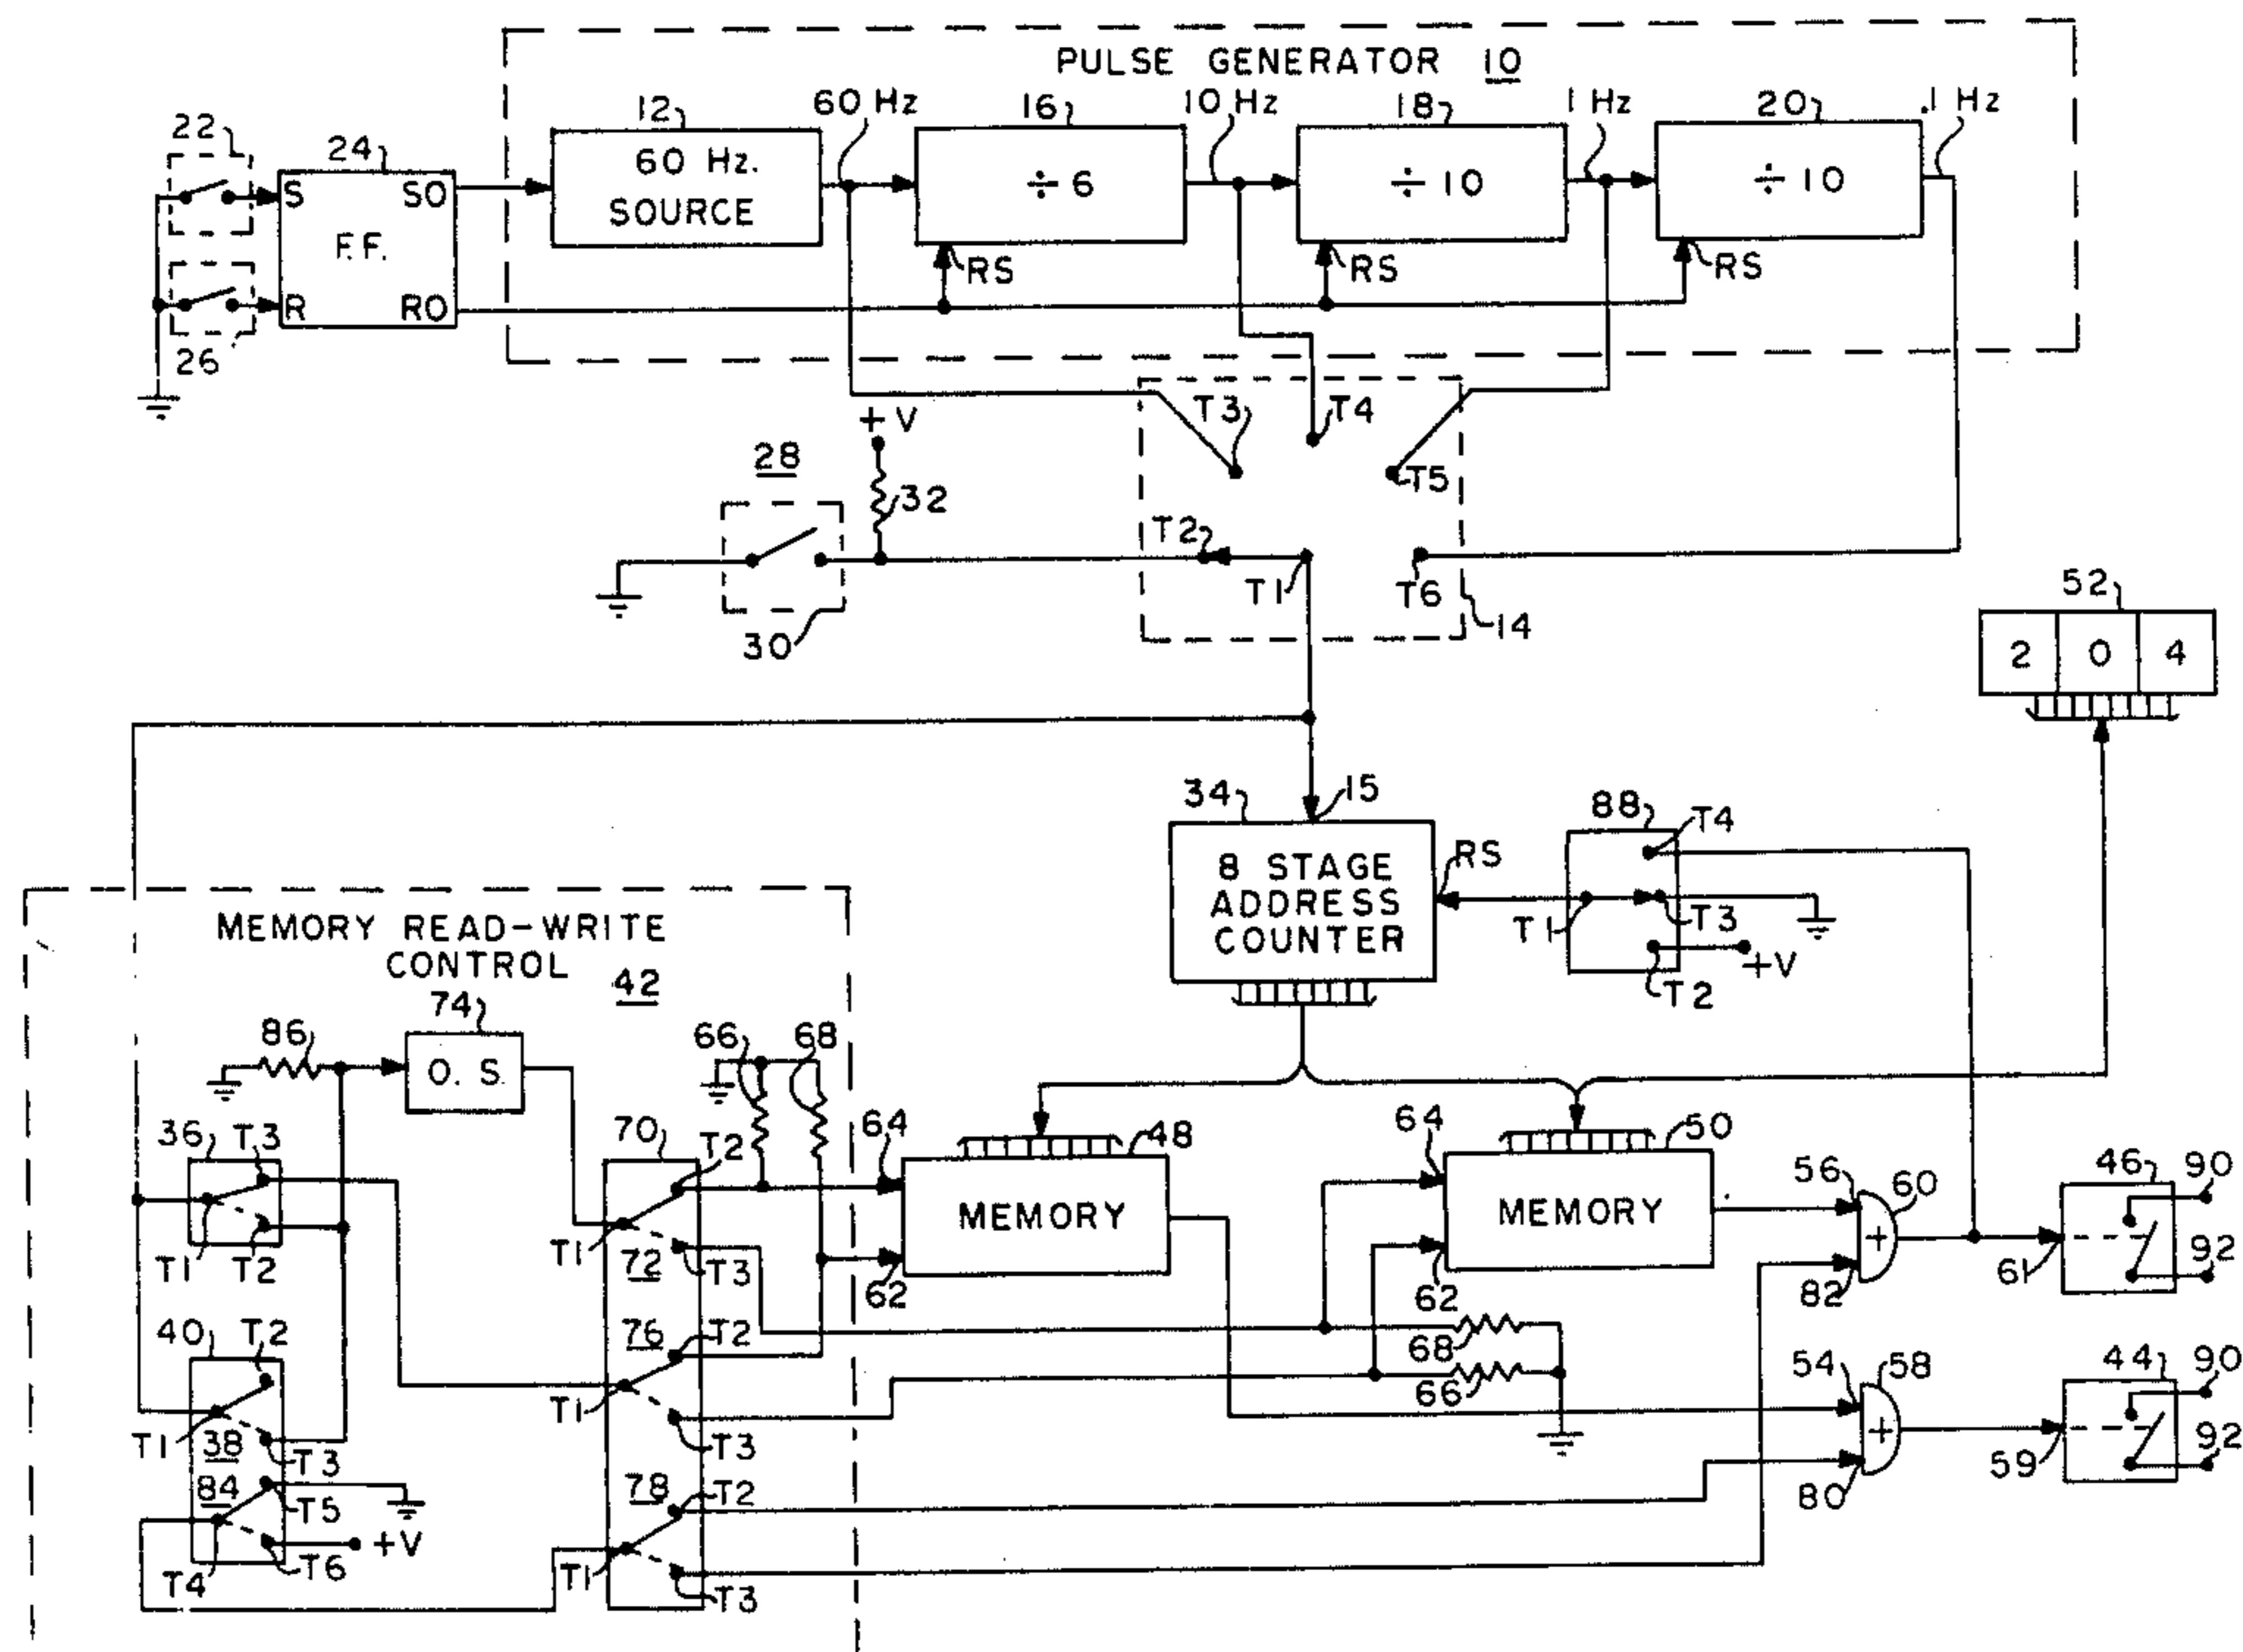 PULSE GENERATOR 10
22
24
12
60 Hz
16
10 Hz
18
1 Hz
20
.1 Hz
S
SO
F.F.
R
RO
60 Hz.
SOURCE
÷ 6
÷ 10
÷ 10
RS
RS
RS
26
+V
28
32
30
T3
T4
T5
T2
T1
T6
14
52
2 0 4
34
15
8 STAGE
ADDRESS
COUNTER
RS
88
T4
T1
T3
T2
+V
MEMORY READ-WRITE
CONTROL
42
74
86
O. S.
66
68
36
T3
T1
T2
70
T2
T1
72
T3
64
48
MEMORY
62
64
50
MEMORY
62
56
60
+
82
46
90
61
92
40
T2
T1
38
T3
84
T5
T4
T6
+V
76
T2
T1
T3
78
T2
T1
T3
68
66
54
58
+
80
44
90
59
92